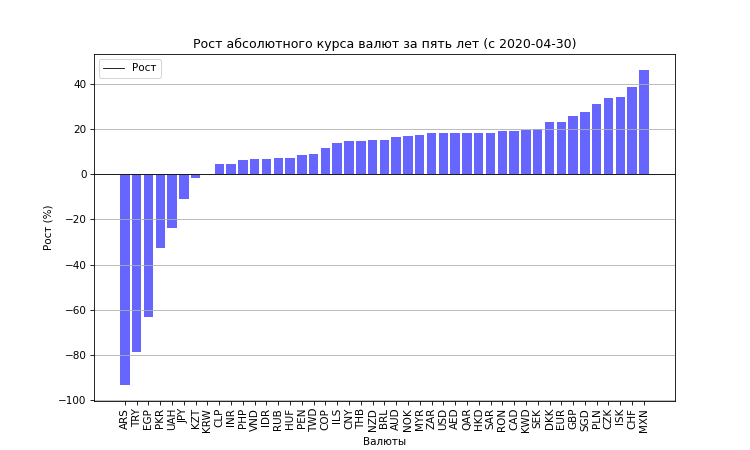 Рост абсолютного курса валют за пять лет (с 2020-04-30)
Рост
40
20
0
−20
−40
−60
−80
−100
Рост (%)
ARS TRY EGP PKR UAH JPY KZT KRW CLP INR PHP VND IDR RUB HUF PEN TWD COP ILS CNY THB NZD BRL AUD NOK MYR ZAR USD AED QAR HKD SAR RON CAD KWD SEK DKK EUR GBP SGD PLN CZK ISK CHF MXN
Валюты